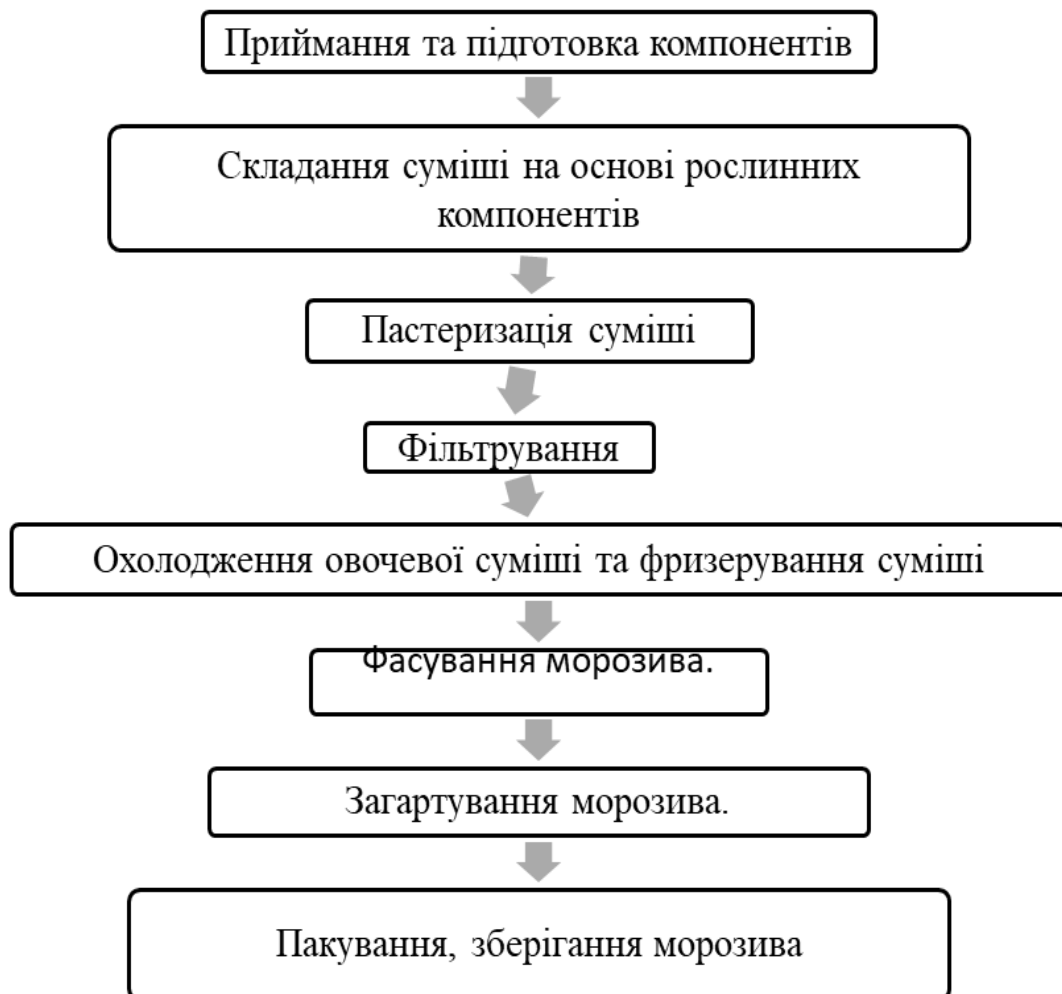 Приймання та підготовка компонентів
Складання суміші на основі рослинних
компонентів
Пастеризація суміші
Фільтрування
Охолодження овочевої суміші та фризерування суміші
Фасування морозива.
Загартування морозива.
Пакування, зберігання морозива